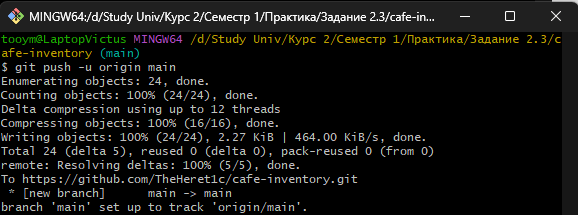 MINGW64:/d/Study Univ/Курс 2/Семестр 1/Практика/Задание 2.3/cafe-in...
tooym@LaptopVictus MINGW64 /d/Study Univ/Курс 2/Семестр 1/Практика/Задание 2.3/c
afe-inventory (main)
$ git push -u origin main
Enumerating objects: 24, done.
Counting objects: 100% (24/24), done.
Delta compression using up to 12 threads
Compressing objects: 100% (16/16), done.
Writing objects: 100% (24/24), 2.27 KiB | 464.00 KiB/s, done.
Total 24 (delta 5), reused 0 (delta 0), pack-reused 0 (from 0)
remote: Resolving deltas: 100% (5/5), done.
To https://github.com/TheHeret1c/cafe-inventory.git
 * [new branch]      main -> main
branch 'main' set up to track 'origin/main'.